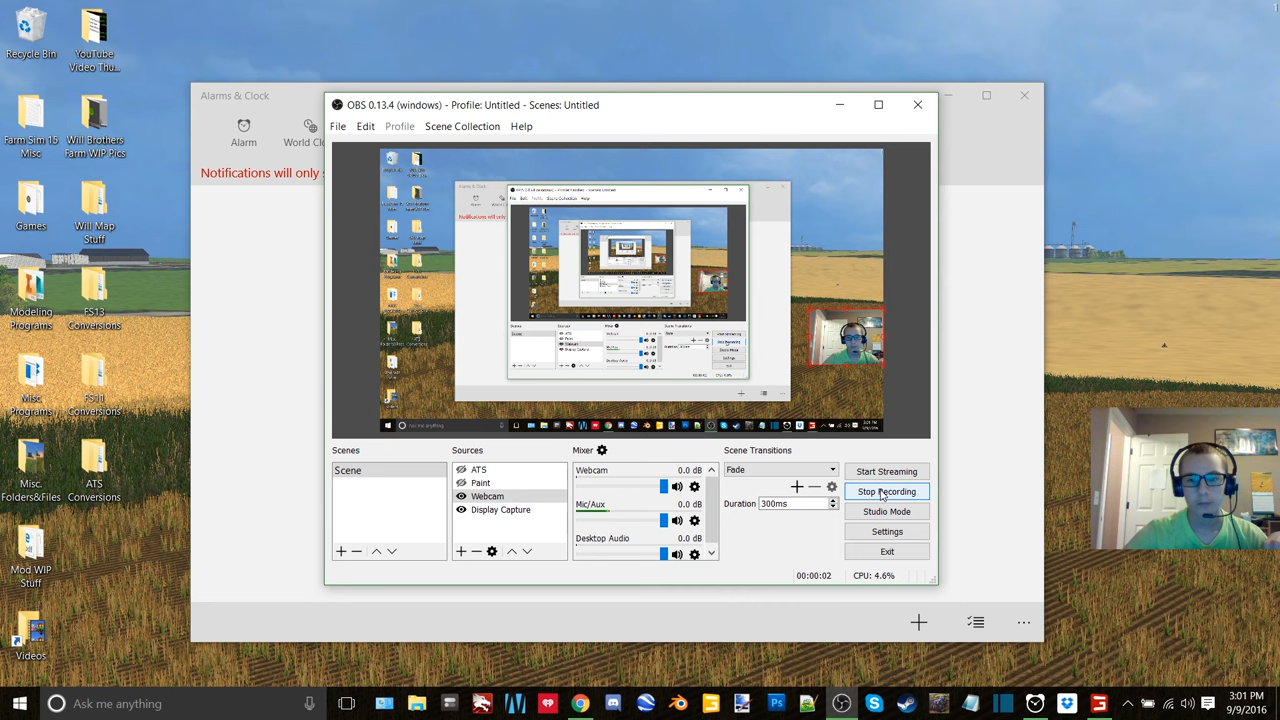 1
Recycle Bin
YouTube
Video Thu...
Farm Sim 15
Misc
Will Brothers
Farm WIP Pics
Games
Will Map
Stuff
Modeling
Programs
FS13
Conversions
Misc.
Programs
FS11
Conversions
Misc.
Folders&Files
ATS
Conversions
Mod WIP
Stuff
Videos
Alarms & Clock
Alarm
World Clo
Notifications will only s
OBS 0.13.4 (windows) - Profile: Untitled - Scenes: Untitled
File Edit Profile Scene Collection Help
Scenes
Scene
Sources
ATS
Paint
Webcam
Display Capture
Mixer
Webcam 0.0 dB
Mic/Aux 0.0 dB
Desktop Audio 0.0 dB
Scene Transitions
Fade
Duration 300ms
Start Streaming
Stop Recording
Studio Mode
Settings
Exit
00:00:02 CPU: 4.6%
Ask me anything
3:01 PM
9/9/2016